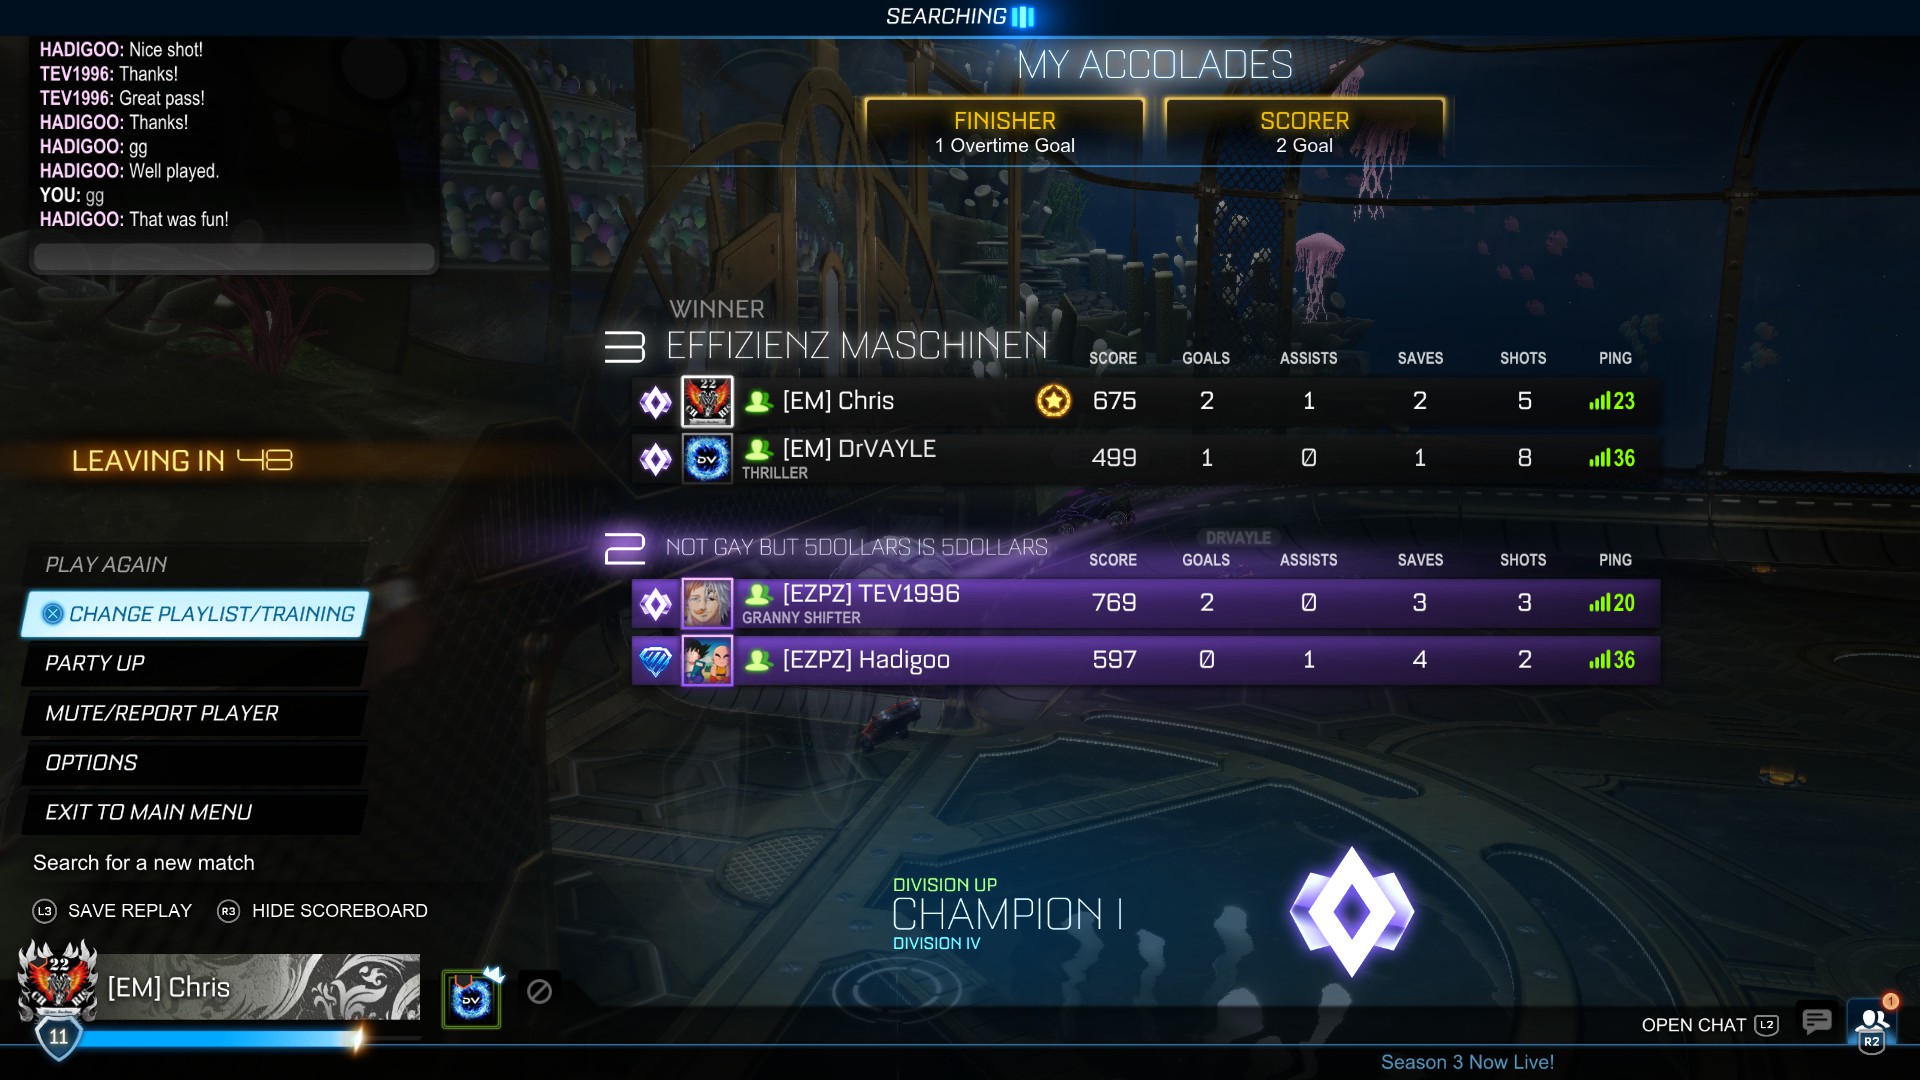 SEARCHING
HADIGOO: Nice shot!
TEV1996: Thanks!
TEV1996: Great pass!
HADIGOO: Thanks!
HADIGOO: gg
HADIGOO: Well played.
YOU: gg
HADIGOO: That was fun!
MY ACCOLADES
FINISHER
1 Overtime Goal
SCORER
2 Goal
WINNER
3 EFFIZIENZ MASCHINEN SCORE GOALS ASSISTS SAVES SHOTS PING
22 [EM] Chris 675 2 1 2 5 23
DV [EM] DrVAYLE 499 1 0 1 8 36
THRILLER
DRVAYLE
2 NOT GAY BUT 5DOLLARS IS 5DOLLARS SCORE GOALS ASSISTS SAVES SHOTS PING
[EZPZ] TEV1996 769 2 0 3 3 20
GRANNY SHIFTER
[EZPZ] Hadigoo 597 0 1 4 2 36
LEAVING IN 48
PLAY AGAIN
CHANGE PLAYLIST/TRAINING
PARTY UP
MUTE/REPORT PLAYER
OPTIONS
EXIT TO MAIN MENU
Search for a new match
L3 SAVE REPLAY R3 HIDE SCOREBOARD
22 [EM] Chris
11
DV
DIVISION UP
CHAMPION I
DIVISION IV
OPEN CHAT L2
1
R2
Season 3 Now Live!